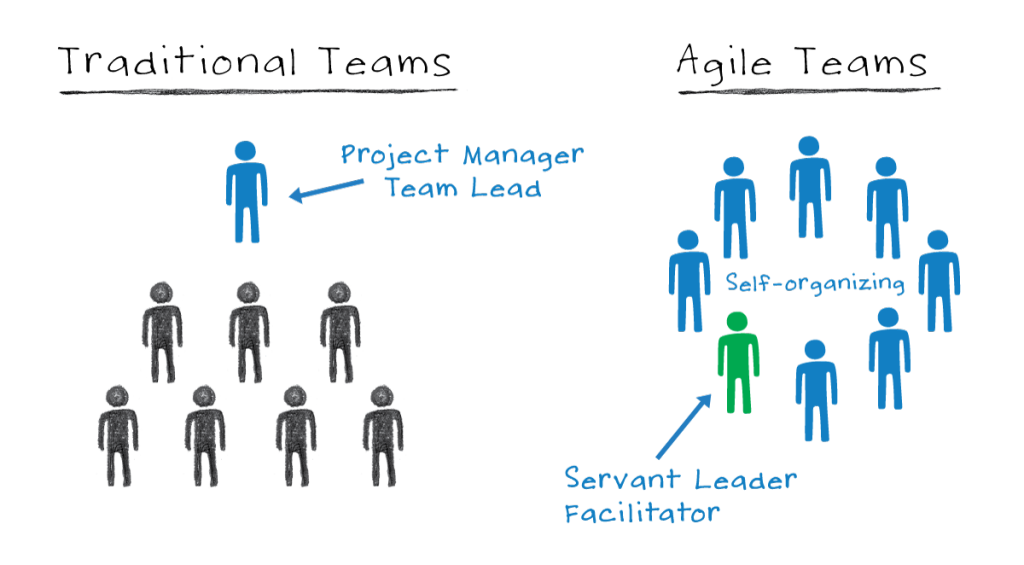 Traditional Teams
Project Manager
Team Lead
Agile Teams
Self-organizing
Servant Leader
Facilitator